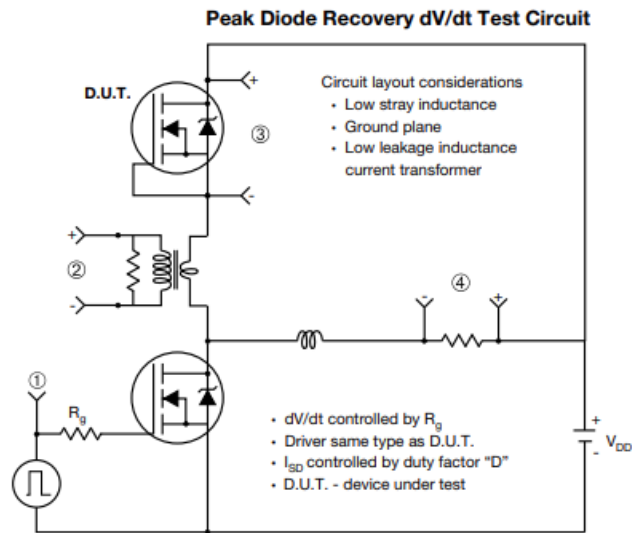 Peak Diode Recovery dV/dt Test Circuit
D.U.T.
+
Circuit layout considerations
• Low stray inductance
• Ground plane
• Low leakage inductance
current transformer
③
-
+
②
-
④
-
+
①
Rg
• dV/dt controlled by Rg
• Driver same type as D.U.T.
• ISD controlled by duty factor “D”
• D.U.T. - device under test
+
VDD
-